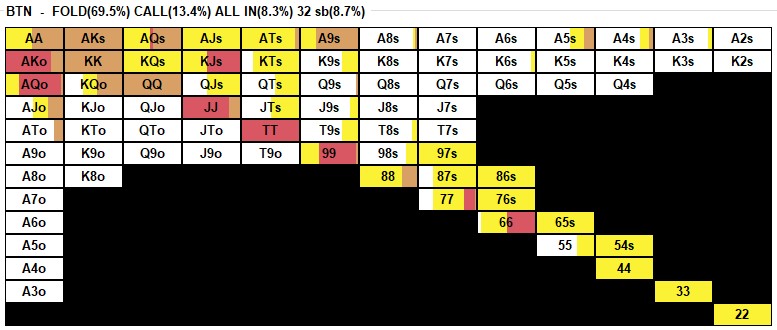 BTN - FOLD(69.5%) CALL(13.4%) ALL IN(8.3%) 32 sb(8.7%)
AA AKs AQs AJs ATs A9s A8s A7s A6s A5s A4s A3s A2s
AKo KK KQs KJs KTs K9s K8s K7s K6s K5s K4s K3s K2s
AQo KQo QQ QJs QTs Q9s Q8s Q7s Q6s Q5s Q4s
AJo KJo QJo JJ JTs J9s J8s J7s
ATo KTo QTo JTo TT T9s T8s T7s
A9o K9o Q9o J9o T9o 99 98s 97s
A8o K8o 88 87s 86s
A7o 77 76s
A6o 66 65s
A5o 55 54s
A4o 44
A3o 33
22